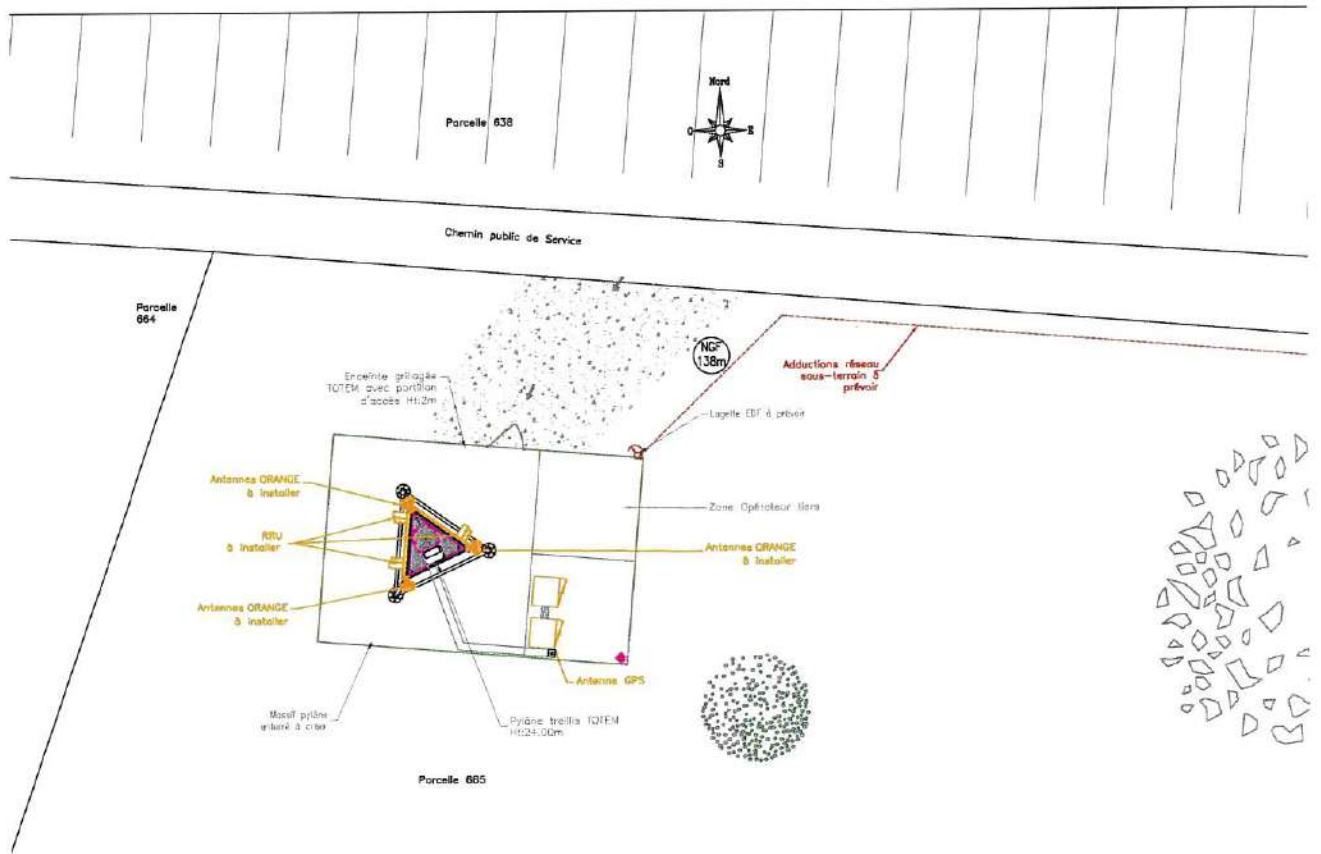 Nord
O
E
S
Parcelle 638
Chemin public de Service
Parcelle
664
NGF
138m
Adductions réseau
sous-terrain à
prévoir
Enceinte grillagée
TOTEM avec portillon
d'accès Ht:2m
Logette EDF à prévoir
Antennes ORANGE
à installer
Zone Opérateur tiers
RRU
à installer
Antennes ORANGE
à installer
Antennes ORANGE
à installer
Antenne GPS
Massif pylône
enterré à créer
Pylône treillis TOTEM
Ht:24.00m
Parcelle 665